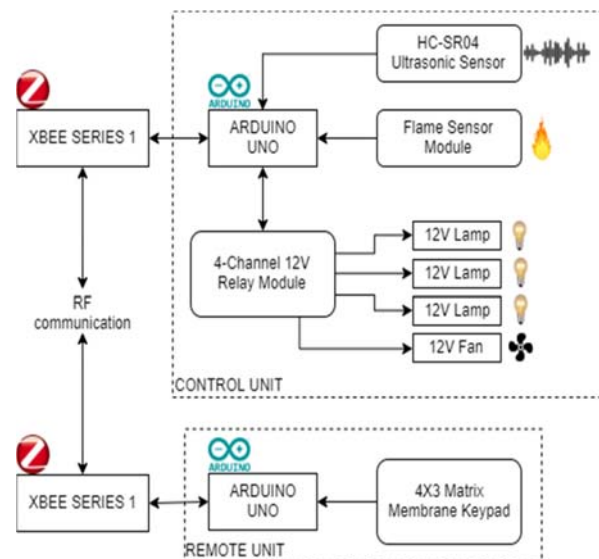 HC-SR04
Ultrasonic Sensor
Z
ARDUINO
XBEE SERIES 1
ARDUINO
UNO
Flame Sensor
Module
4-Channel 12V
Relay Module
12V Lamp
12V Lamp
12V Lamp
12V Fan
RF
communication
CONTROL UNIT
Z
ARDUINO
XBEE SERIES 1
ARDUINO
UNO
4X3 Matrix
Membrane Keypad
REMOTE UNIT